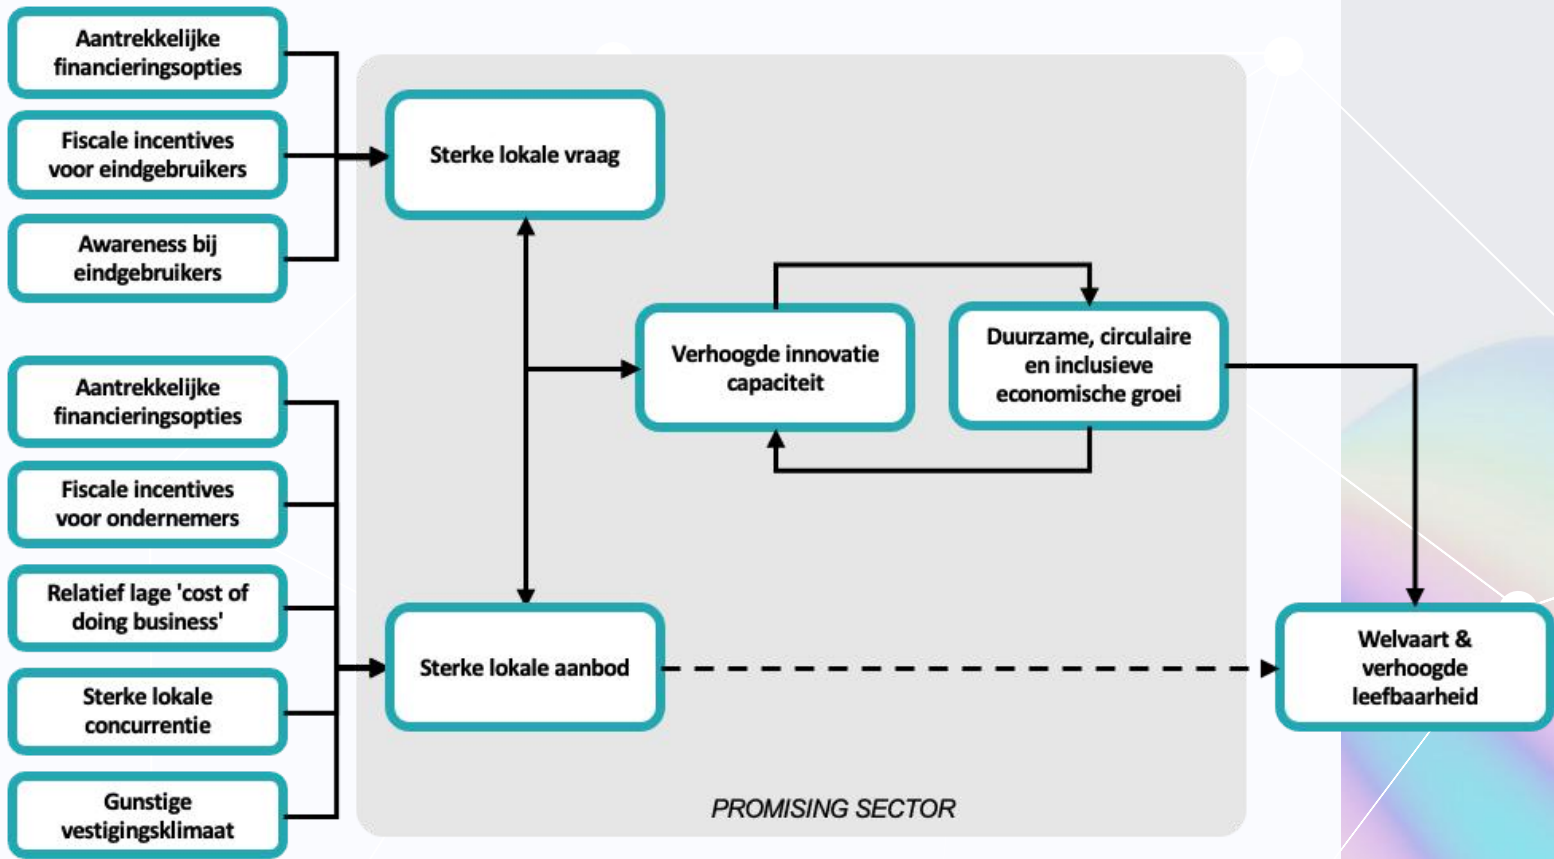 Aantrekkelijke
financieringsopties
Fiscale incentives
voor eindgebruikers
Awareness bij
eindgebruikers
Aantrekkelijke
financieringsopties
Fiscale incentives
voor ondernemers
Relatief lage 'cost of
doing business'
Sterke lokale
concurrentie
Gunstige
vestigingsklimaat
Sterke lokale vraag
Sterke lokale aanbod
Verhoogde innovatie
capaciteit
Duurzame, circulaire
en inclusieve
economische groei
Welvaart &
verhoogde
leefbaarheid
PROMISING SECTOR